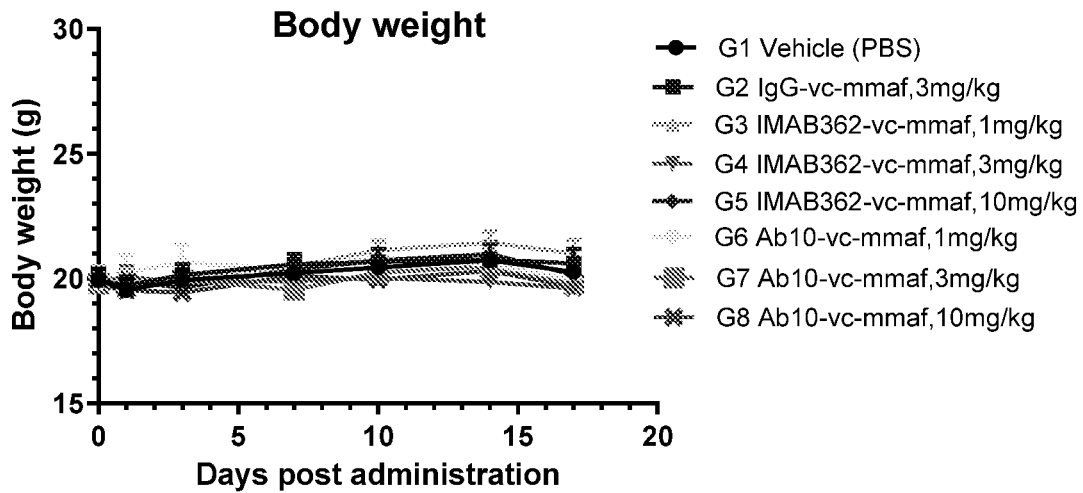 Body weight
30
25
20
15
Body weight (g)
0 5 10 15 20
Days post administration
G1 Vehicle (PBS)
G2 IgG-vc-mmaf,3mg/kg
G3 IMAB362-vc-mmaf,1mg/kg
G4 IMAB362-vc-mmaf,3mg/kg
G5 IMAB362-vc-mmaf,10mg/kg
G6 Ab10-vc-mmaf,1mg/kg
G7 Ab10-vc-mmaf,3mg/kg
G8 Ab10-vc-mmaf,10mg/kg